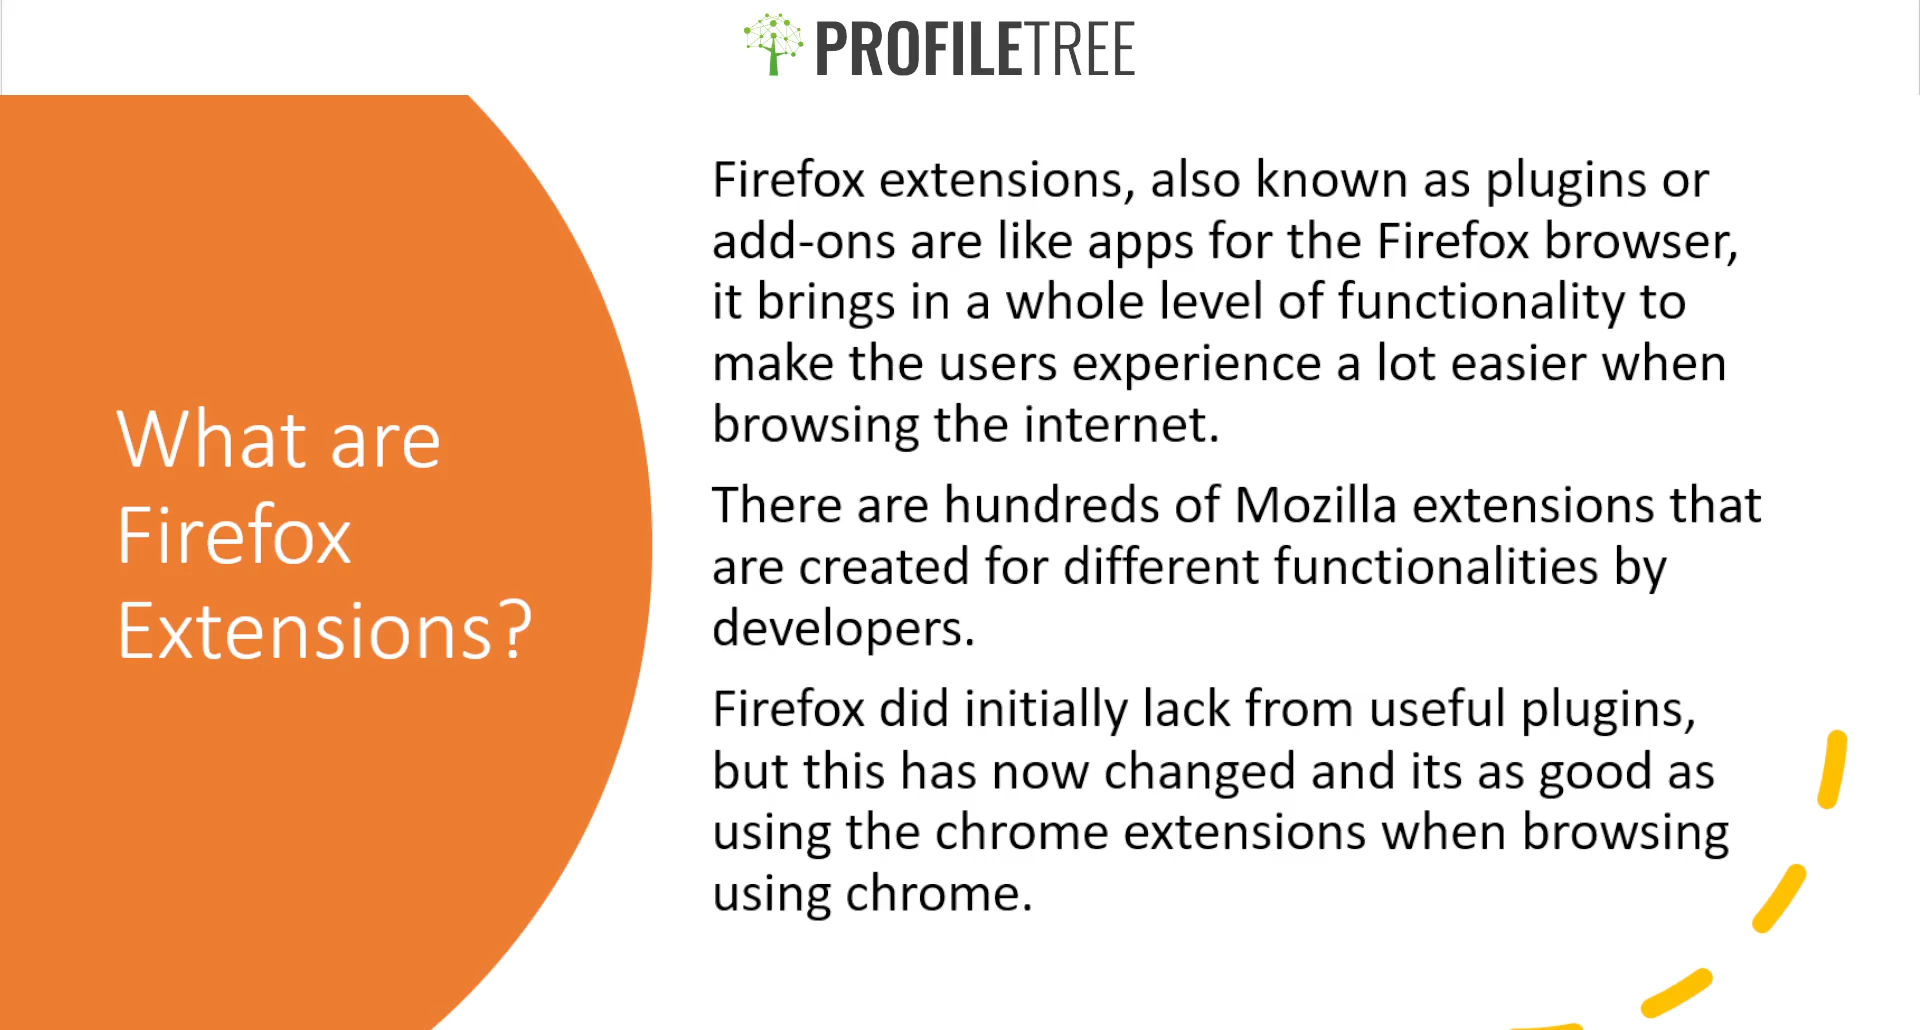 PROFILETREE
What are
Firefox
Extensions?
Firefox extensions, also known as plugins or
add-ons are like apps for the Firefox browser,
it brings in a whole level of functionality to
make the users experience a lot easier when
browsing the internet.
There are hundreds of Mozilla extensions that
are created for different functionalities by
developers.
Firefox did initially lack from useful plugins,
but this has now changed and its as good as
using the chrome extensions when browsing
using chrome.